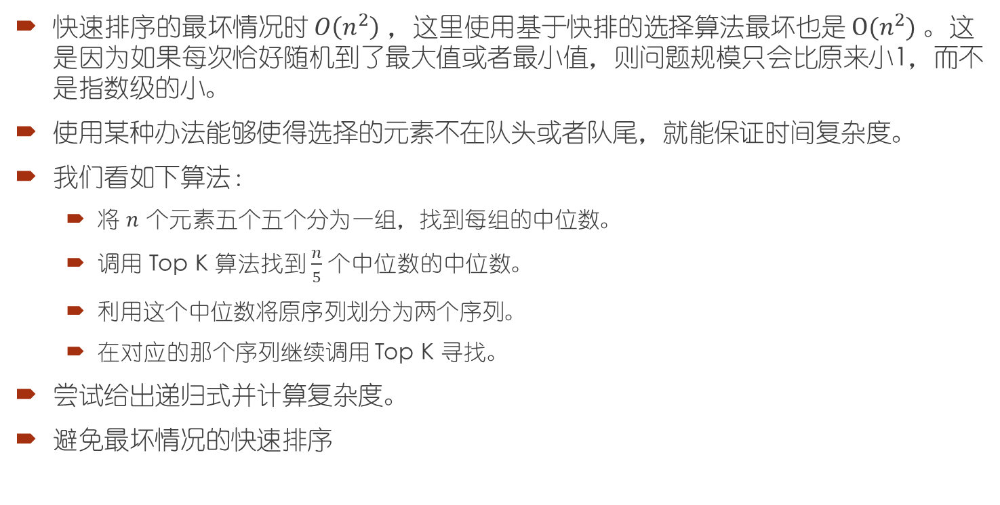 快速排序的最坏情况时 O(n²) ，这里使用基于快排的选择算法最坏也是 O(n²) 。这
是因为如果每次恰好随机到了最大值或者最小值，则问题规模只会比原来小1，而不
是指数级的小。
使用某种办法能够使得选择的元素不在队头或者队尾，就能保证时间复杂度。
我们看如下算法:
将 n 个元素五个五个分为一组，找到每组的中位数。
调用 Top K 算法找到 n/5 个中位数的中位数。
利用这个中位数将原序列划分为两个序列。
在对应的那个序列继续调用 Top K 寻找。
尝试给出递归式并计算复杂度。
避免最坏情况的快速排序